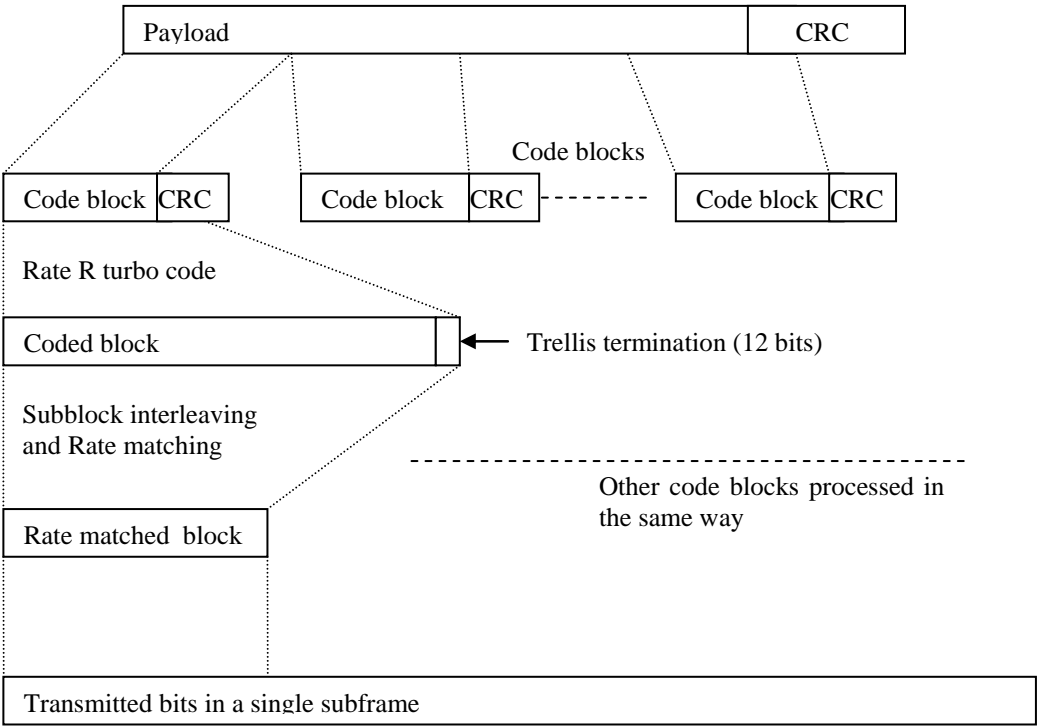 Payload
CRC
Code blocks
Code block
CRC
Code block
CRC
Code block
CRC
Rate R turbo code
Coded block
Trellis termination (12 bits)
Subblock interleaving
and Rate matching
Other code blocks processed in
the same way
Rate matched block
Transmitted bits in a single subframe